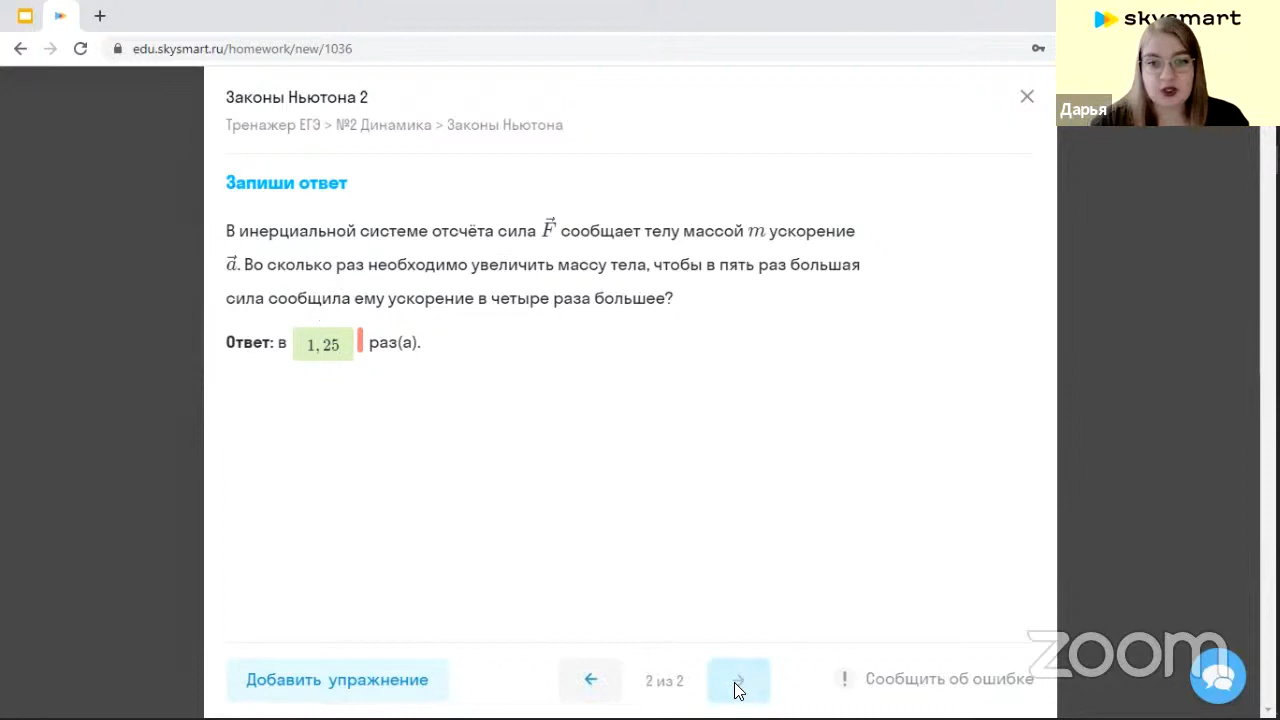 edu.skysmart.ru/homework/new/1036
skysmart
Дарья
Законы Ньютона 2
Тренажер ЕГЭ > №2 Динамика > Законы Ньютона
Запиши ответ
В инерциальной системе отсчёта сила F⃗ сообщает телу массой m ускорение
a⃗. Во сколько раз необходимо увеличить массу тела, чтобы в пять раз большая
сила сообщила ему ускорение в четыре раза большее?
Ответ: в 1, 25 раз(а).
Добавить упражнение
2 из 2
! Сообщить об ошибке
zoom